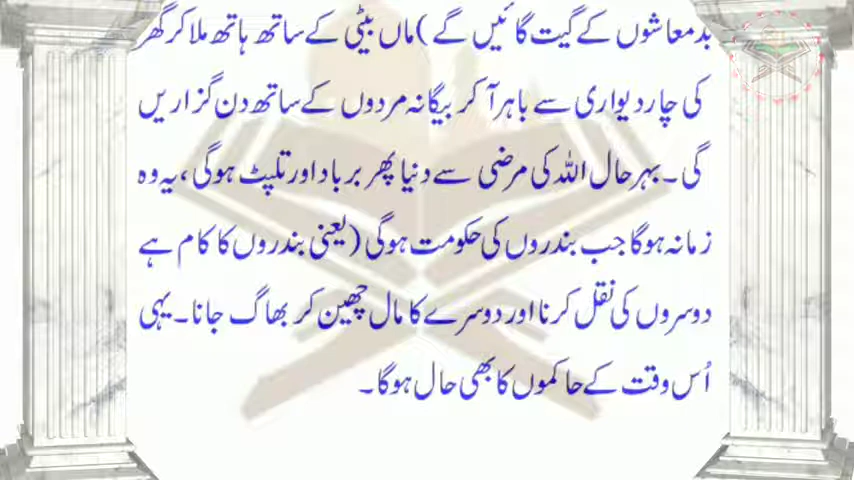 بدمعاشوں کے گیت گائیں گے) ماں بیٹی کے ساتھ ہاتھ ملا کر گھر
کی چاردیواری سے باہر آ کر بیگانہ مردوں کے ساتھ دن گزاریں
گی۔ بہر حال اللہ کی مرضی سے دنیا پھر برباد اور تلپٹ ہوگی، یہ وہ
زمانہ ہوگا جب بندروں کی حکومت ہوگی (یعنی بندروں کا کام ہے
دوسروں کی نقل کرنا اور دوسرے کا مال چھین کر بھاگ جانا۔ یہی
اُس وقت کے حاکموں کا بھی حال ہوگا۔